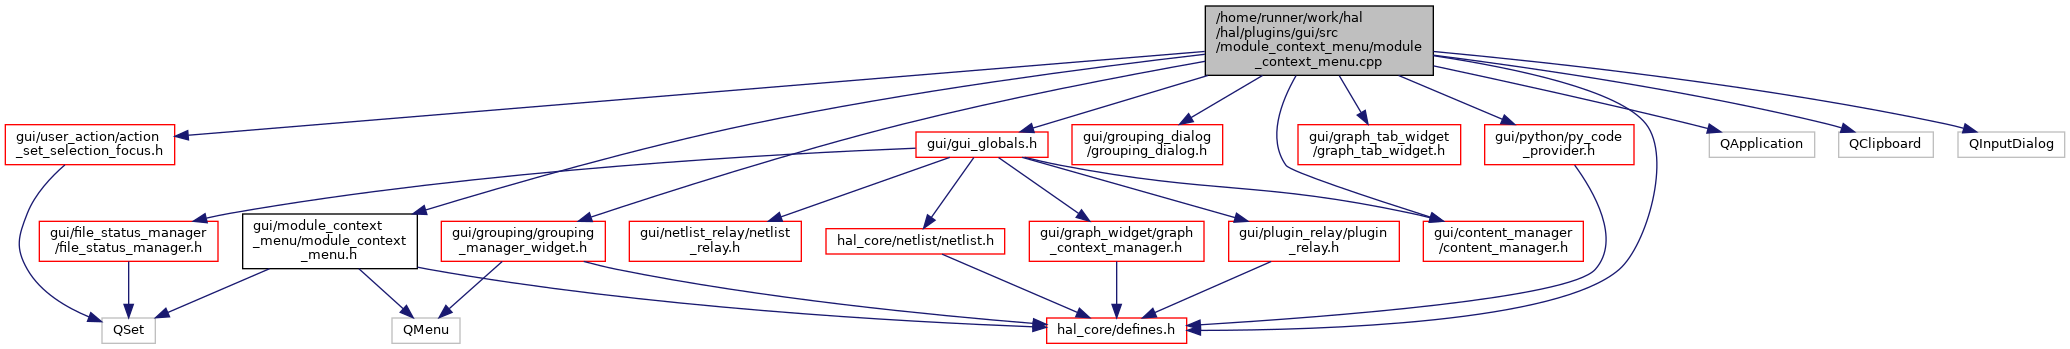 /home/runner/work/hal
/hal/plugins/gui/src
/module_context_menu/module
_context_menu.cpp
gui/user_action/action
_set_selection_focus.h
gui/gui_globals.h
gui/grouping_dialog
/grouping_dialog.h
gui/graph_tab_widget
/graph_tab_widget.h
gui/python/py_code
_provider.h
QApplication
QClipboard
QInputDialog
gui/file_status_manager
/file_status_manager.h
gui/module_context
_menu/module_context
_menu.h
gui/grouping/grouping
_manager_widget.h
gui/netlist_relay/netlist
_relay.h
hal_core/netlist/netlist.h
gui/graph_widget/graph
_context_manager.h
gui/plugin_relay/plugin
_relay.h
gui/content_manager
/content_manager.h
QSet
QMenu
hal_core/defines.h